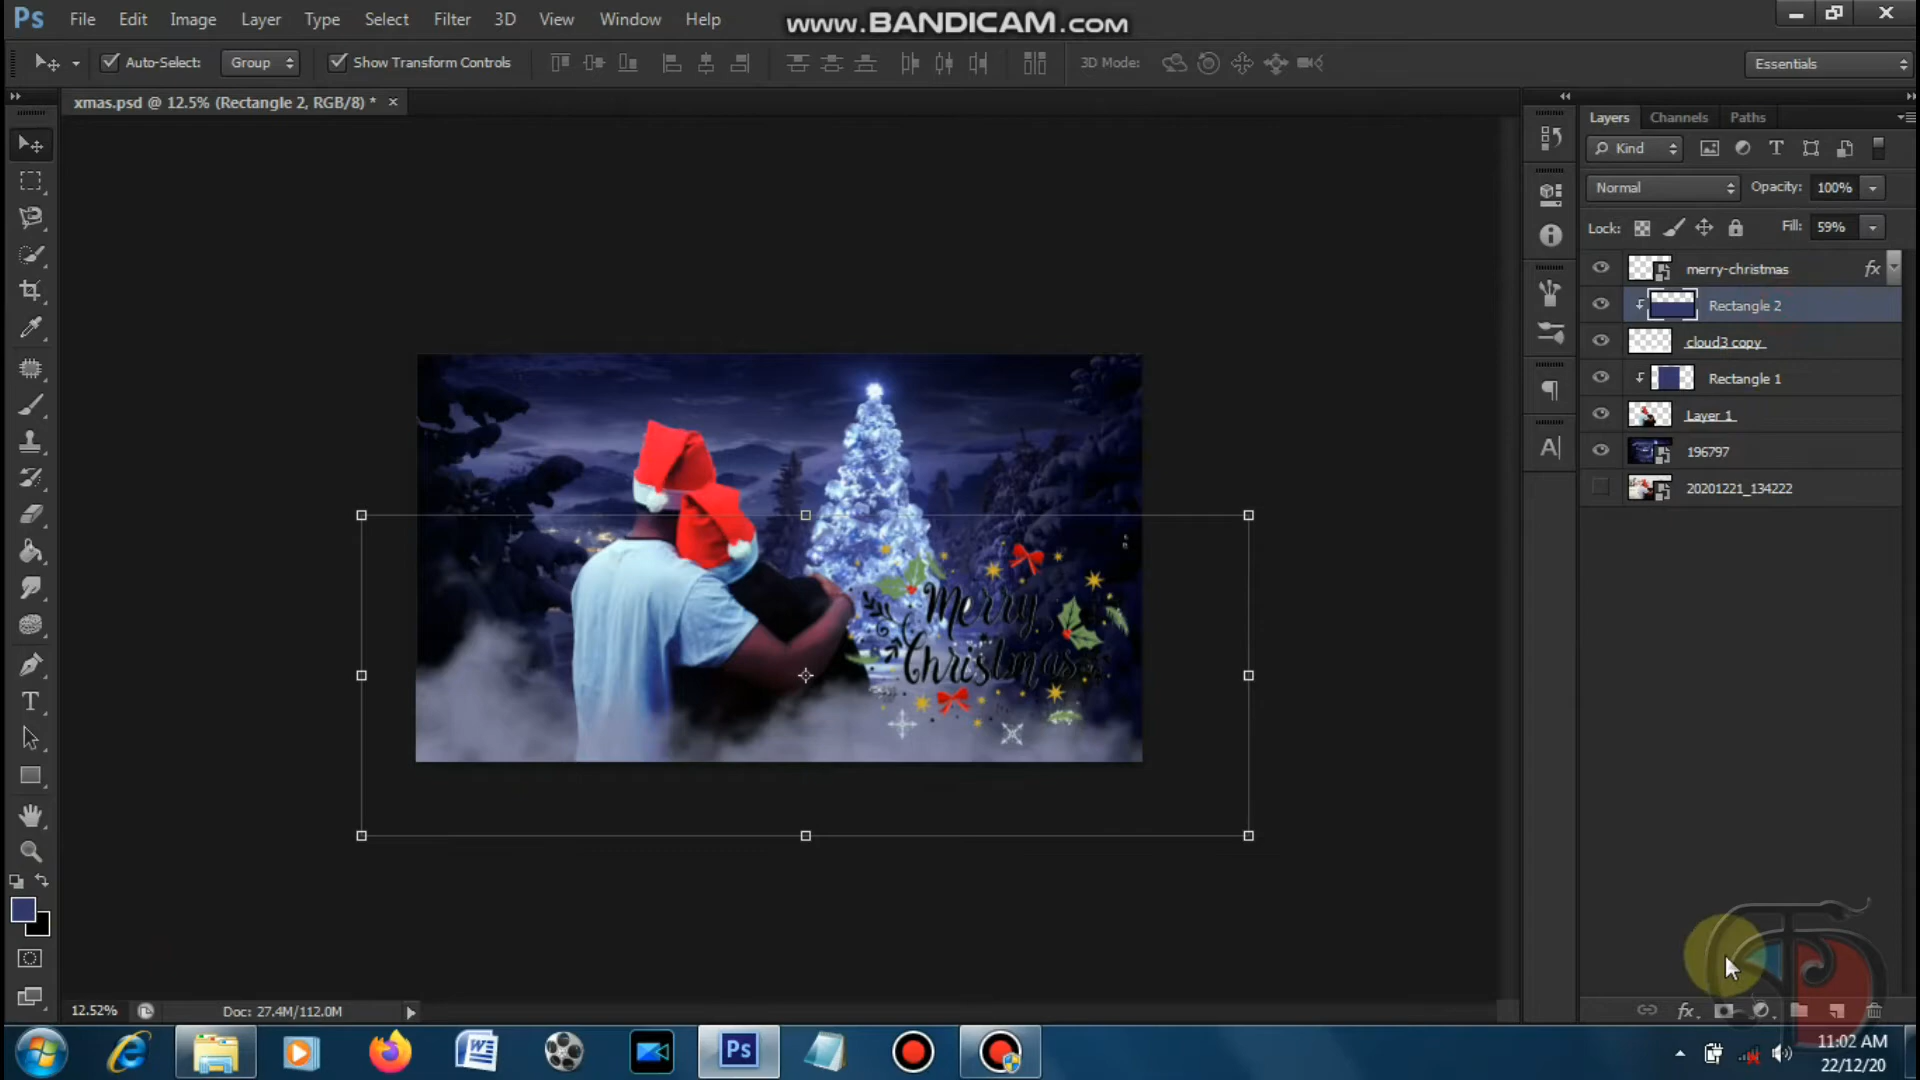 Ps File Edit Image Layer Type Select Filter 3D View Window Help
www.BANDICAM.com
Auto-Select: Group Show Transform Controls 3D Mode: Essentials
xmas.psd @ 12.5% (Rectangle 2, RGB/8) * ×
Layers Channels Paths
Kind
Normal Opacity: 100%
Lock: Fill: 59%
merry-christmas fx
Rectangle 2
cloud3 copy
Rectangle 1
Layer 1
196797
20201221_134222
Merry
Christmas
12.52% Doc: 27.4M/112.0M
fx
Ps
11:02 AM
22/12/20